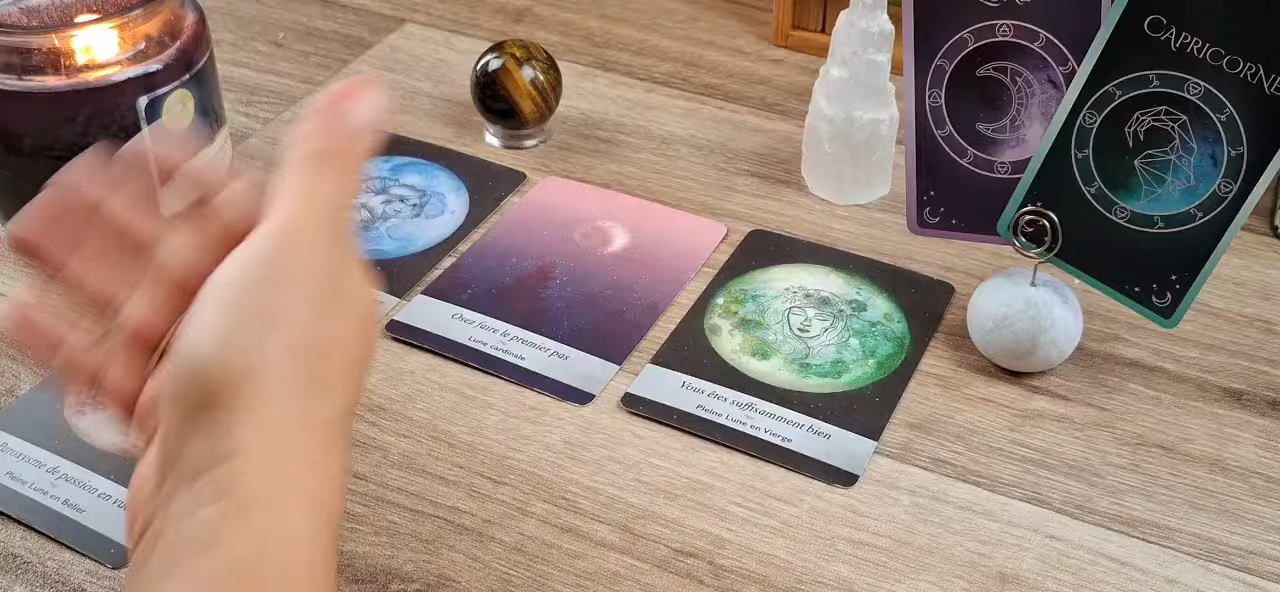 CAPRICORNE
Osez faire le premier pas
Lune cardinale
Vous êtes suffisamment bien
Pleine Lune en Vierge
Paroxysme de passion en vue
Pleine Lune en Bélier